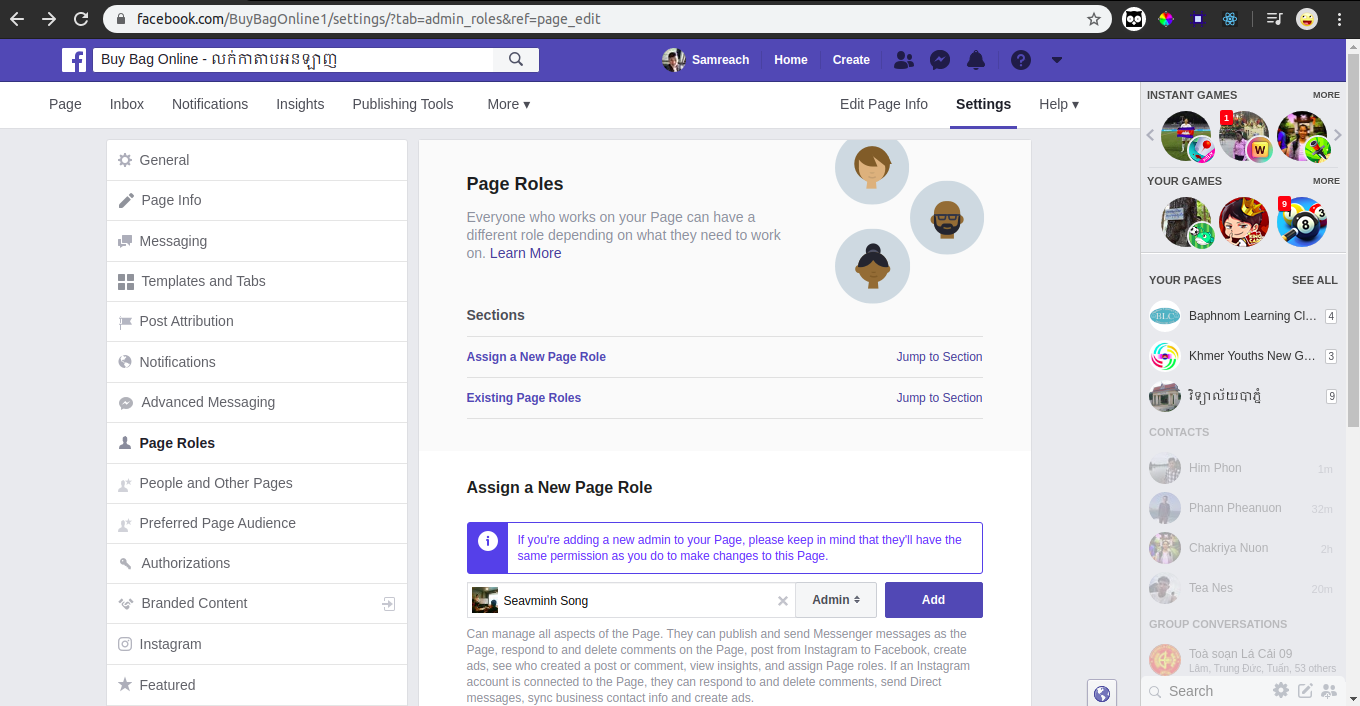 facebook.com/BuyBagOnline1/settings/?tab=admin_roles&ref=page_edit
Buy Bag Online - លក់កាតាបអនឡាញ
Samreach
Home
Create
Page
Inbox
Notifications
Insights
Publishing Tools
More ▾
Edit Page Info
Settings
Help ▾
General
Page Info
Messaging
Templates and Tabs
Post Attribution
Notifications
Advanced Messaging
Page Roles
People and Other Pages
Preferred Page Audience
Authorizations
Branded Content
Instagram
Featured
Page Roles
Everyone who works on your Page can have a
different role depending on what they need to work
on. Learn More
Sections
Assign a New Page Role
Jump to Section
Existing Page Roles
Jump to Section
Assign a New Page Role
If you're adding a new admin to your Page, please keep in mind that they'll have the
same permission as you do to make changes to this Page.
Seavminh Song
Admin
Add
Can manage all aspects of the Page. They can publish and send Messenger messages as the
Page, respond to and delete comments on the Page, post from Instagram to Facebook, create
ads, see who created a post or comment, view insights, and assign Page roles. If an Instagram
account is connected to the Page, they can respond to and delete comments, send Direct
messages, sync business contact info and create ads.
INSTANT GAMES
MORE
1
W
YOUR GAMES
MORE
9
8
3
YOUR PAGES
SEE ALL
BLC
Baphnom Learning Cl...
4
Khmer Youths New G...
3
វិទ្យាល័យបាភ្នំ
9
CONTACTS
Him Phon
1m
Phann Pheanuon
32m
Chakriya Nuon
2h
Tea Nes
20m
GROUP CONVERSATIONS
Toà soạn Lá Cải 09
Lâm, Trung Đức, Tuấn, 53 others
Search